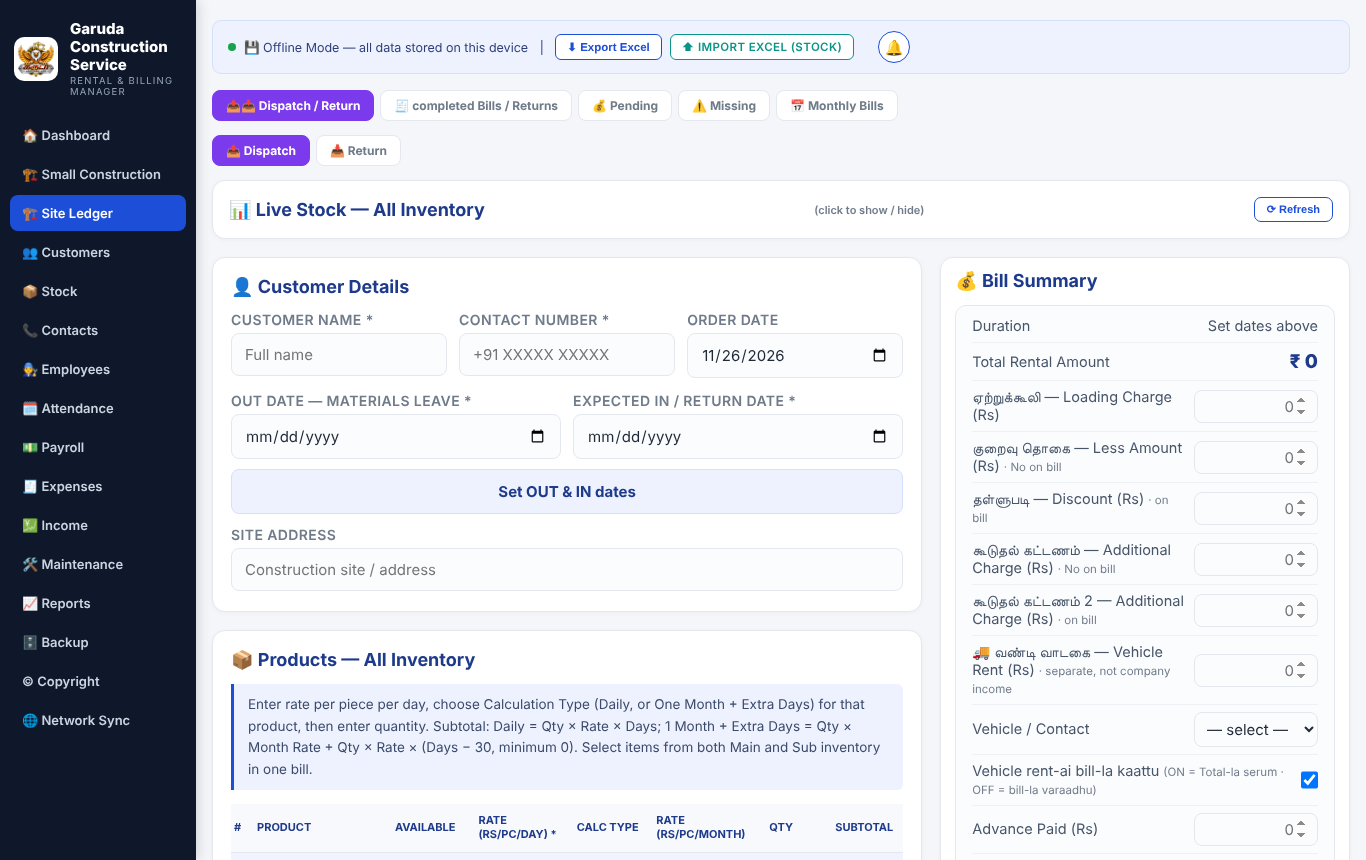 Garuda
Construction
Service
RENTAL & BILLING
MANAGER
🏠 Dashboard
🏗️ Small Construction
🏗️ Site Ledger
👥 Customers
📦 Stock
📞 Contacts
👨‍🔧 Employees
🗓️ Attendance
💵 Payroll
🧾 Expenses
💹 Income
🛠️ Maintenance
📈 Reports
🗄️ Backup
© Copyright
🌐 Network Sync
💾 Offline Mode — all data stored on this device | ⬇ Export Excel ⬆ IMPORT EXCEL (STOCK) 🔔
📤📥 Dispatch / Return 🧾 completed Bills / Returns 💰 Pending ⚠️ Missing 📅 Monthly Bills
📤 Dispatch 📥 Return
📊 Live Stock — All Inventory (click to show / hide) ⟳ Refresh
👤 Customer Details
CUSTOMER NAME * CONTACT NUMBER * ORDER DATE
Full name +91 XXXXX XXXXX 11/26/2026
OUT DATE — MATERIALS LEAVE * EXPECTED IN / RETURN DATE *
mm/dd/yyyy mm/dd/yyyy
Set OUT & IN dates
SITE ADDRESS
Construction site / address
📦 Products — All Inventory
Enter rate per piece per day, choose Calculation Type (Daily, or One Month + Extra Days) for that
product, then enter quantity. Subtotal: Daily = Qty × Rate × Days; 1 Month + Extra Days = Qty ×
Month Rate + Qty × Rate × (Days − 30, minimum 0). Select items from both Main and Sub inventory
in one bill.
# PRODUCT AVAILABLE RATE (RS/PC/DAY) * CALC TYPE RATE (RS/PC/MONTH) QTY SUBTOTAL
💰 Bill Summary
Duration Set dates above
Total Rental Amount ₹ 0
ஏற்றுக்கூலி — Loading Charge
(Rs) 0
குறைவு தொகை — Less Amount
(Rs) · No on bill 0
தள்ளுபடி — Discount (Rs) · on
bill 0
கூடுதல் கட்டணம் — Additional
Charge (Rs) · No on bill 0
கூடுதல் கட்டணம் 2 — Additional
Charge (Rs) · on bill 0
🚚 வண்டி வாடகை — Vehicle
Rent (Rs) · separate, not company
income 0
Vehicle / Contact — select —
Vehicle rent-ai bill-la kaattu (ON = Total-la serum ·
OFF = bill-la varaadhu)
Advance Paid (Rs) 0